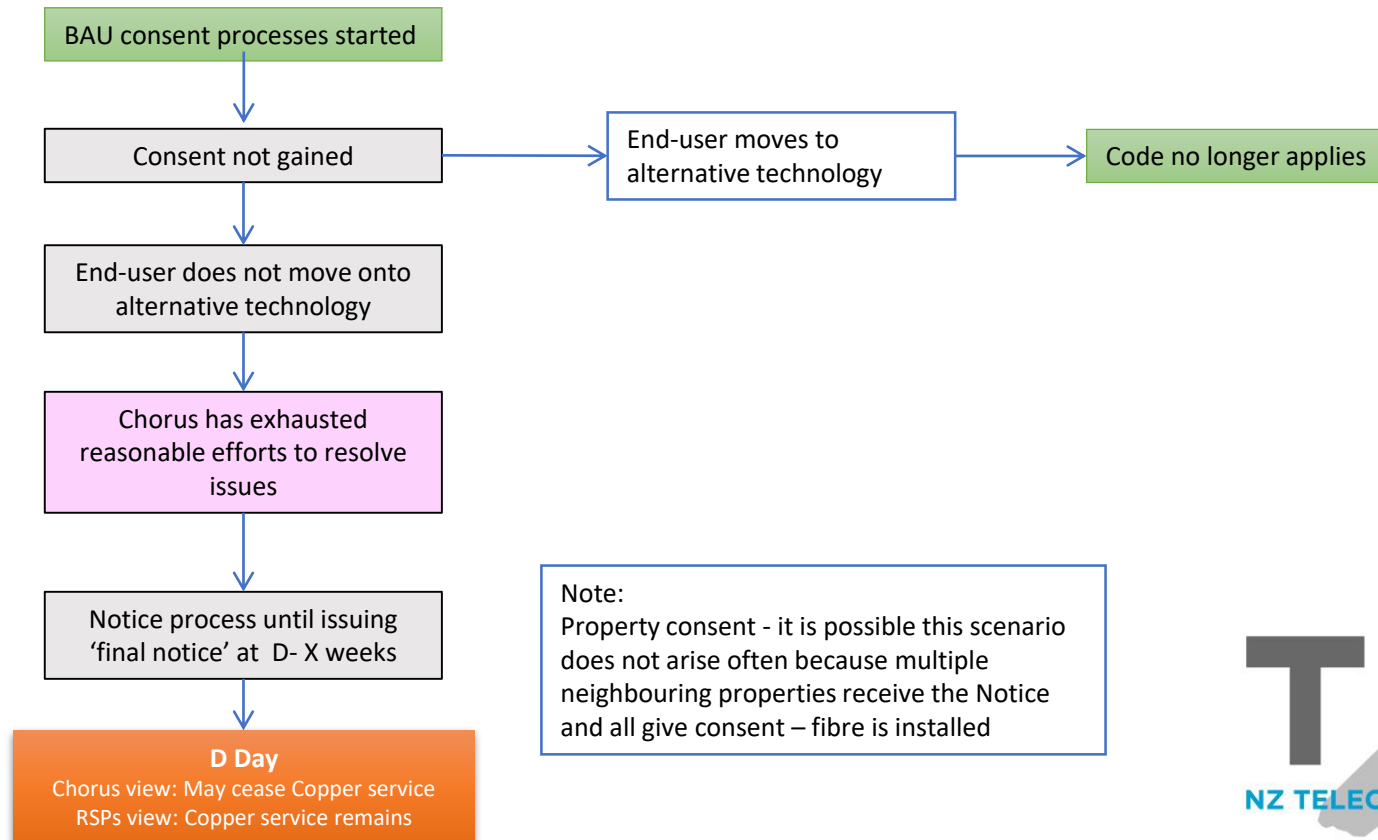 BAU consent processes started
Consent not gained
End-user moves to
alternative technology
Code no longer applies
End-user does not move onto
alternative technology
Chorus has exhausted
reasonable efforts to resolve
issues
Notice process until issuing
‘final notice’ at D- X weeks
Note:
Property consent - it is possible this scenario
does not arise often because multiple
neighbouring properties receive the Notice
and all give consent – fibre is installed
D Day
Chorus view: May cease Copper service
RSPs view: Copper service remains
T
NZ TELEC